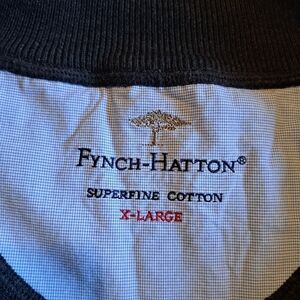 FYNCH-HATTON®
SUPERFINE COTTON
X-LARGE